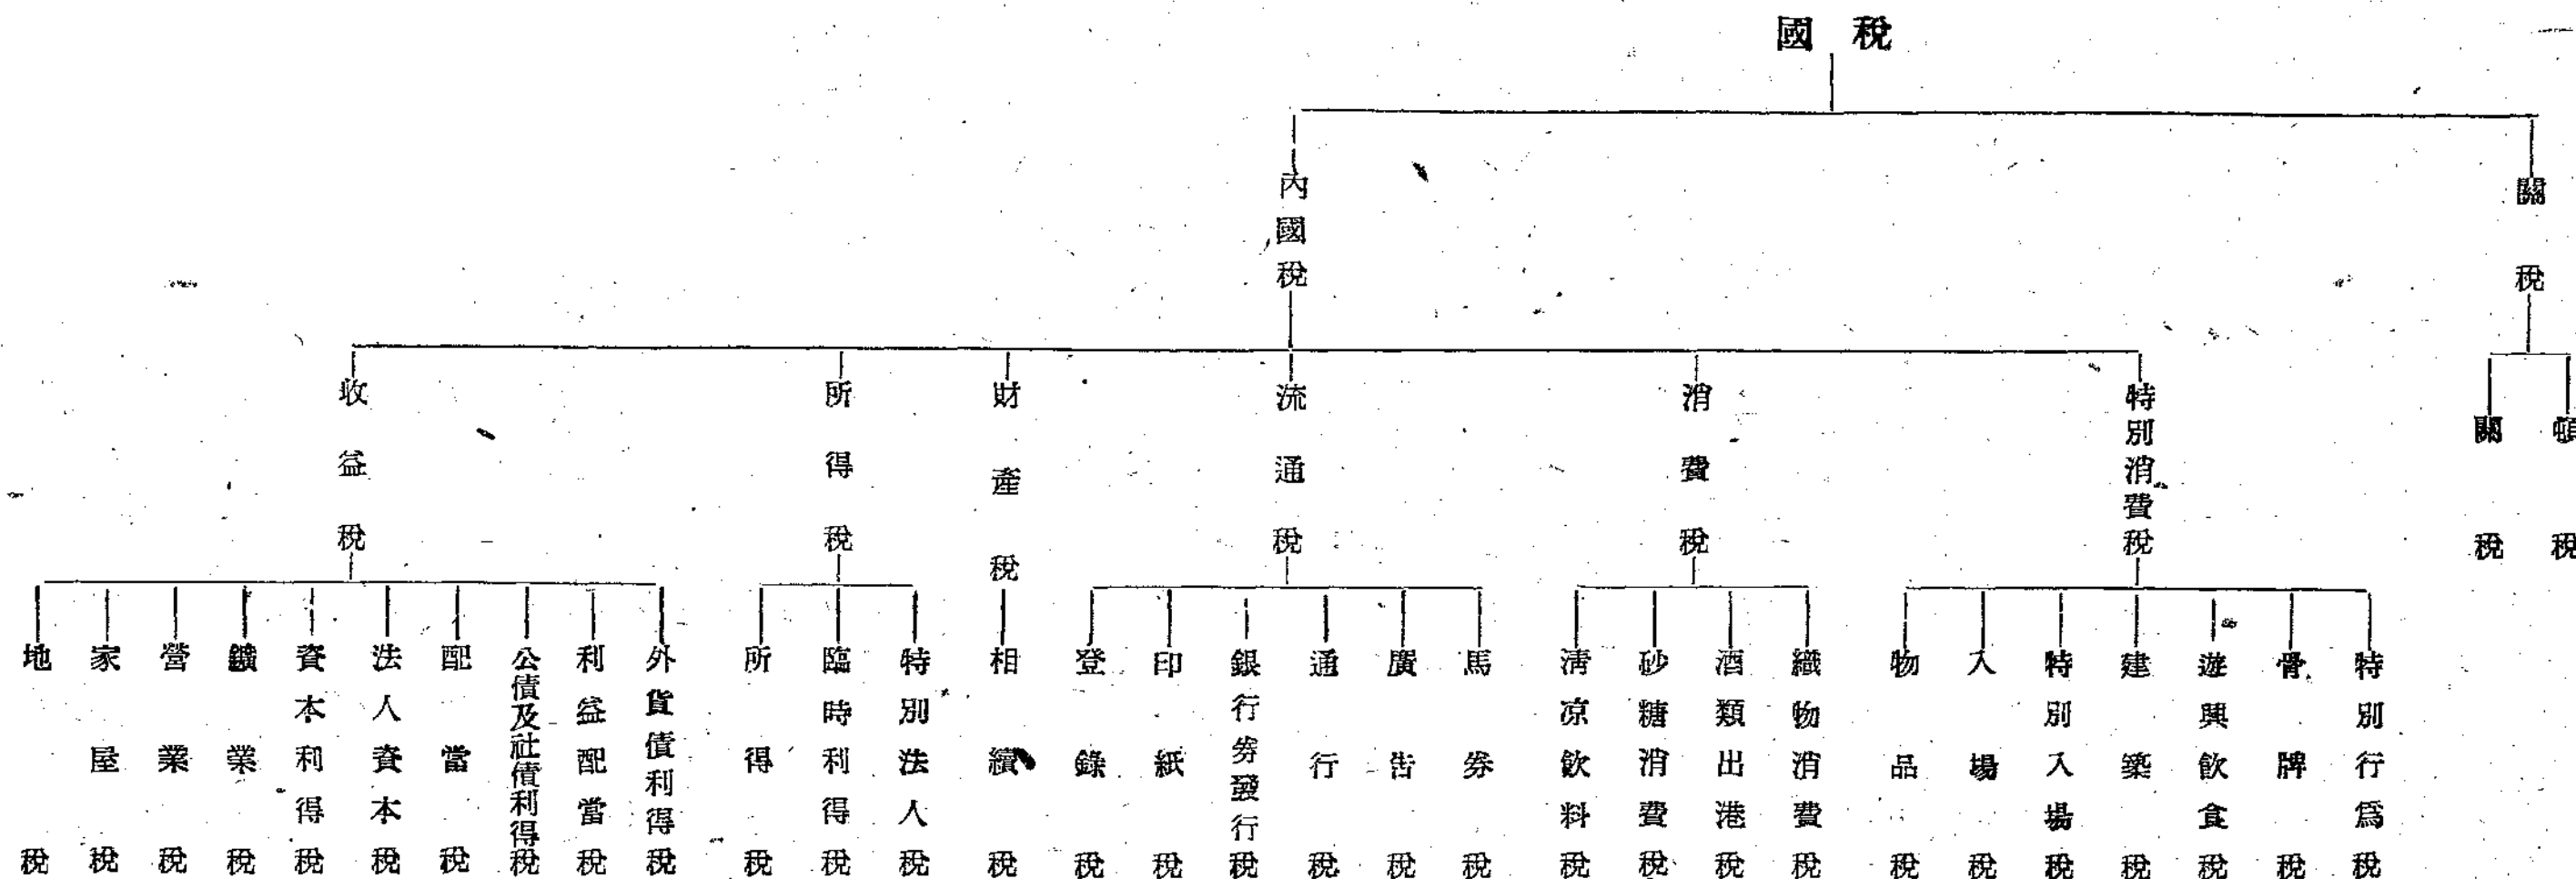 國稅
內國稅
關稅
收益稅
所得稅
財產稅
流通稅
消費稅
特別消費稅
關稅
頓稅
地稅
家屋稅
營業稅
鑛業稅
資本利得稅
法人資本稅
配當稅
公債及社債利得稅
利益配當稅
外貨債利得稅
所得稅
臨時利得稅
特別法人稅
相續稅
登錄稅
印紙稅
銀行券發行稅
通行稅
廣告稅
馬券稅
淸凉飮料稅
砂糖消費稅
酒類出港稅
織物消費稅
物品稅
入場稅
特別入場稅
建築稅
遊興飮食稅
骨牌稅
特別行爲稅